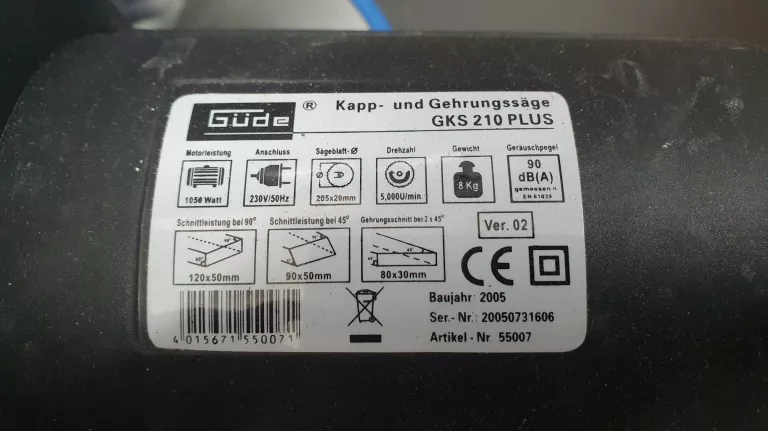 Güde ® Kapp- und Gehrungssäge
GKS 210 PLUS
Motorleistung Anschluss Sägeblatt-Ø Drehzahl Gewicht Geräuschpegel
90
dB(A)
gemessen n
EN 61029
8 Kg
1050 Watt 230V/50Hz 205x20mm 5,000U/min.
Schnittleistung bei 90° Schnittleistung bei 45° Gehrungsschnitt bei 2 x 45°
Ver. 02
120x50mm 90x50mm 80x30mm
CE
Baujahr 2005
Ser.- Nr.: 20050731606
Artikel - Nr. 55007
4 015671 550071